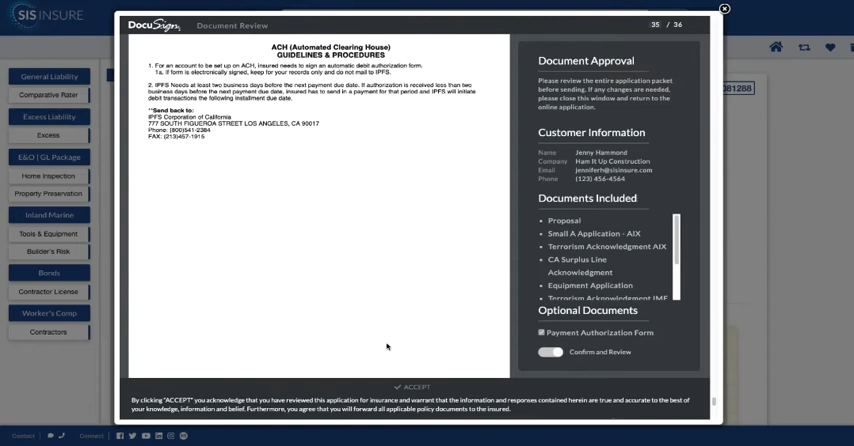 SIS INSURE
DocuSign
Document Review
35 / 36
081288
General Liability
Comparative Rater
Excess Liability
Excess
E&O | GL Package
Home Inspection
Property Preservation
Inland Marine
Tools & Equipment
Builder's Risk
Bonds
Contractor License
Worker's Comp
Contractors
ACH (Automated Clearing House)
GUIDELINES & PROCEDURES
1. For an account to be set up on ACH, insured needs to sign an automatic debit authorization form.
1a. If form is electronically signed, keep for your records only and do not mail to IPFS.
2. IPFS Needs at least two business days before the next payment due date. If authorization is received less than two
business days before the next payment due date, insured has to send in a payment for that period and IPFS will initiate
debit transactions the following installment due date.
**Send back to:
IPFS Corporation of California
777 SOUTH FIGUEROA STREET LOS ANGELES, CA 90017
Phone: (800)541-2384
FAX: (213)457-1915
Document Approval
Please review the entire application packet
before sending. If any changes are needed,
please close this window and return to the
online application.
Customer Information
Name Jenny Hammond
Company Ham It Up Construction
Email jenniferh@sisinsure.com
Phone (123) 456-4564
Documents Included
• Proposal
• Small A Application - AIX
• Terrorism Acknowledgment AIX
• CA Surplus Line
Acknowledgment
• Equipment Application
• Terrorism Acknowledgment IMF
Optional Documents
Payment Authorization Form
Confirm and Review
ACCEPT
By clicking "ACCEPT" you acknowledge that you have reviewed this application for insurance and warrant that the information and responses contained herein are true and accurate to the best of
your knowledge, information and belief. Furthermore, you agree that you will forward all applicable policy documents to the insured.
Contact
Connect